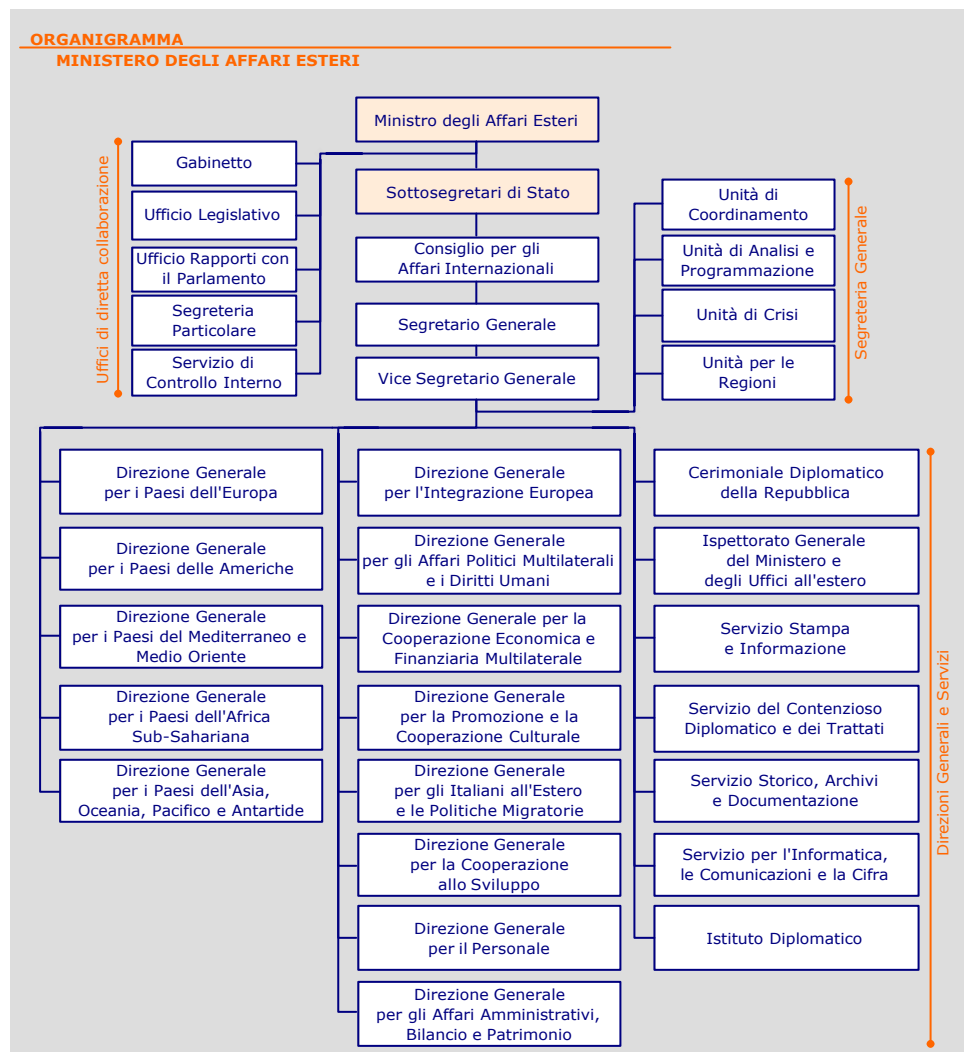 ORGANIGRAMMA
MINISTERO DEGLI AFFARI ESTERI
Ministro degli Affari Esteri
Sottosegretari di Stato
Consiglio per gli
Affari Internazionali
Segretario Generale
Vice Segretario Generale
Uffici di diretta collaborazione
Gabinetto
Ufficio Legislativo
Ufficio Rapporti con
il Parlamento
Segreteria
Particolare
Servizio di
Controllo Interno
Unità di
Coordinamento
Unità di Analisi e
Programmazione
Unità di Crisi
Unità per le
Regioni
Segreteria Generale
Direzione Generale
per i Paesi dell'Europa
Direzione Generale
per i Paesi delle Americhe
Direzione Generale
per i Paesi del Mediterraneo e
Medio Oriente
Direzione Generale
per i Paesi dell'Africa
Sub-Sahariana
Direzione Generale
per i Paesi dell'Asia,
Oceania, Pacifico e Antartide
Direzione Generale
per l'Integrazione Europea
Direzione Generale
per gli Affari Politici Multilaterali
e i Diritti Umani
Direzione Generale per la
Cooperazione Economica e
Finanziaria Multilaterale
Direzione Generale
per la Promozione e la
Cooperazione Culturale
Direzione Generale
per gli Italiani all'Estero
e le Politiche Migratorie
Direzione Generale
per la Cooperazione
allo Sviluppo
Direzione Generale
per il Personale
Direzione Generale
per gli Affari Amministrativi,
Bilancio e Patrimonio
Cerimoniale Diplomatico
della Repubblica
Ispettorato Generale
del Ministero e
degli Uffici all'estero
Servizio Stampa
e Informazione
Servizio del Contenzioso
Diplomatico e dei Trattati
Servizio Storico, Archivi
e Documentazione
Servizio per l'Informatica,
le Comunicazioni e la Cifra
Istituto Diplomatico
Direzioni Generali e Servizi